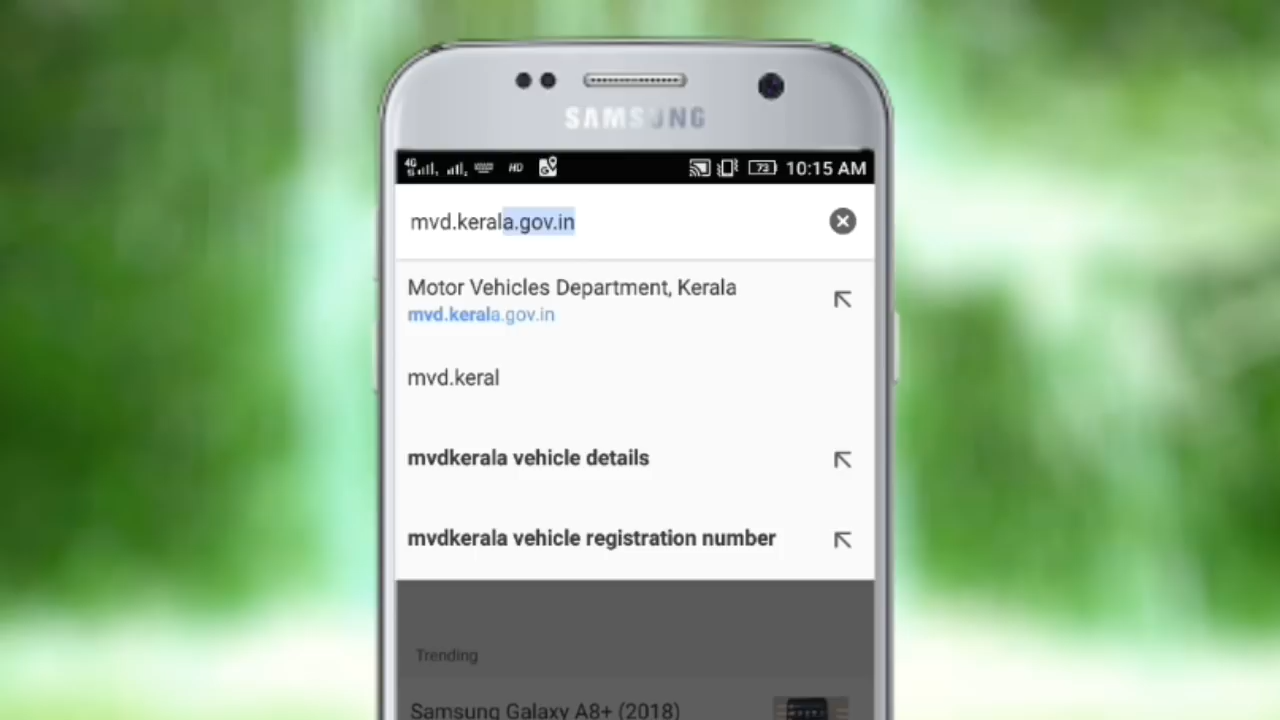 SAMSUNG
4G HD 73 10:15 AM
mvd.kerala.gov.in
Motor Vehicles Department, Kerala
mvd.kerala.gov.in
mvd.keral
mvdkerala vehicle details
mvdkerala vehicle registration number
Trending
Samsung Galaxy A8+ (2018)